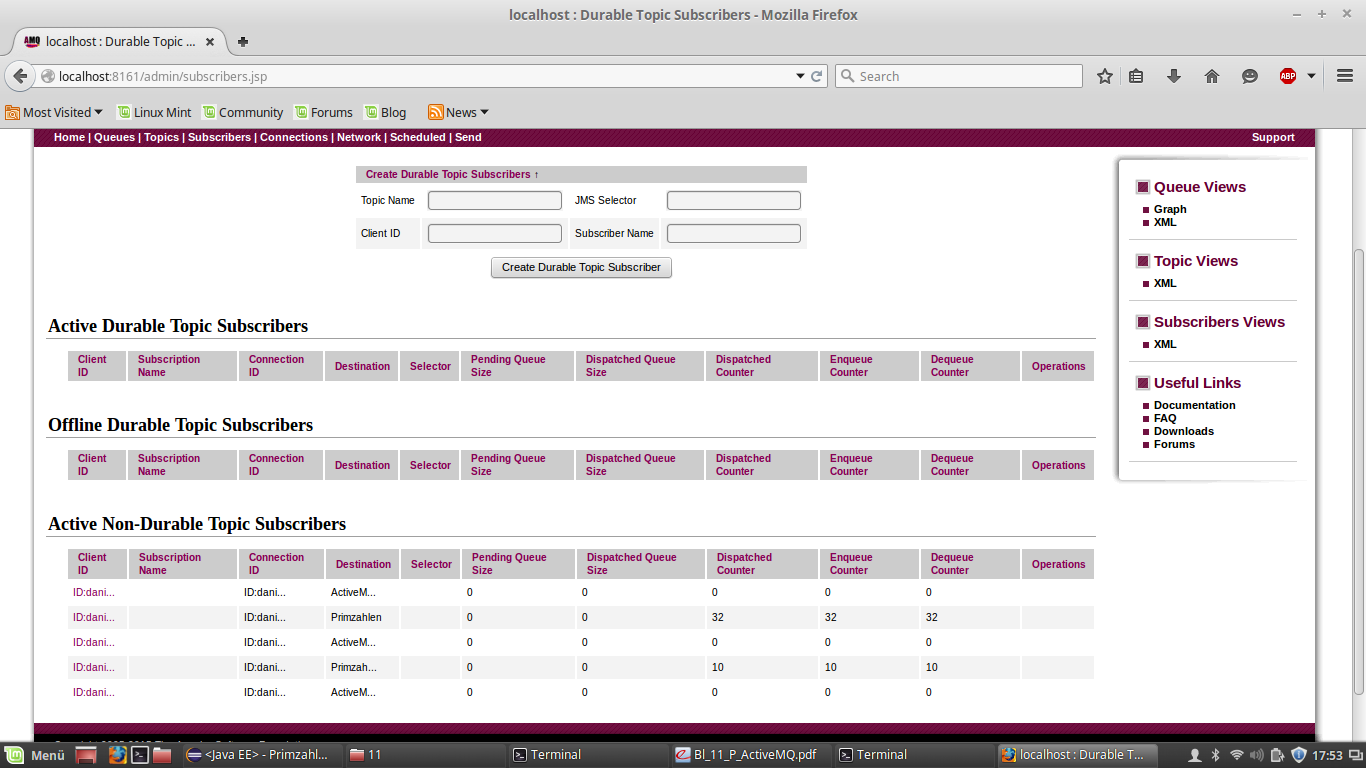 localhost : Durable Topic Subscribers - Mozilla Firefox
AMQ localhost : Durable Topic ...
localhost:8161/admin/subscribers.jsp
Search
ABP
Most Visited Linux Mint Community Forums Blog News
Home | Queues | Topics | Subscribers | Connections | Network | Scheduled | Send
Support
Create Durable Topic Subscribers ↑
Topic Name JMS Selector
Client ID Subscriber Name
Create Durable Topic Subscriber
Queue Views
Graph
XML
Topic Views
XML
Subscribers Views
XML
Useful Links
Documentation
FAQ
Downloads
Forums
Active Durable Topic Subscribers
Client ID Subscription Name Connection ID Destination Selector Pending Queue Size Dispatched Queue Size Dispatched Counter Enqueue Counter Dequeue Counter Operations
Offline Durable Topic Subscribers
Client ID Subscription Name Connection ID Destination Selector Pending Queue Size Dispatched Queue Size Dispatched Counter Enqueue Counter Dequeue Counter Operations
Active Non-Durable Topic Subscribers
Client ID Subscription Name Connection ID Destination Selector Pending Queue Size Dispatched Queue Size Dispatched Counter Enqueue Counter Dequeue Counter Operations
ID:dani... ID:dani... ActiveM... 0 0 0 0 0
ID:dani... ID:dani... Primzahlen 0 0 32 32 32
ID:dani... ID:dani... ActiveM... 0 0 0 0 0
ID:dani... ID:dani... Primzah... 0 0 10 10 10
ID:dani... ID:dani... ActiveM... 0 0 0 0 0
Menü <Java EE> - Primzahl... 11 Terminal Bl_11_P_ActiveMQ.pdf Terminal localhost : Durable T... 17:53